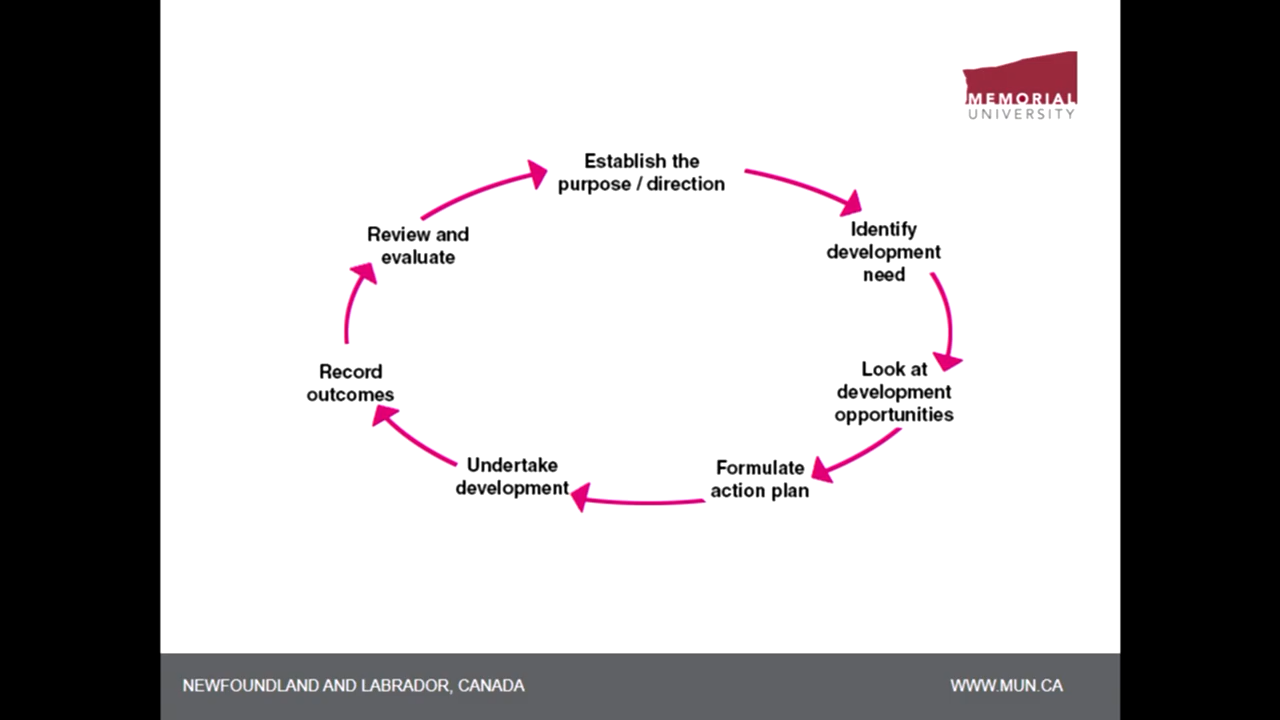 MEMORIAL
UNIVERSITY
Establish the
purpose / direction
Identify
development
need
Look at
development
opportunities
Formulate
action plan
Undertake
development
Record
outcomes
Review and
evaluate
NEWFOUNDLAND AND LABRADOR, CANADA
WWW.MUN.CA